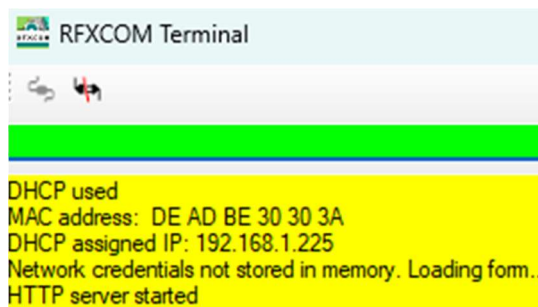 RFXCOM Terminal
DHCP used
MAC address: DE AD BE 30 30 3A
DHCP assigned IP: 192.168.1.225
Network credentials not stored in memory. Loading form..
HTTP server started